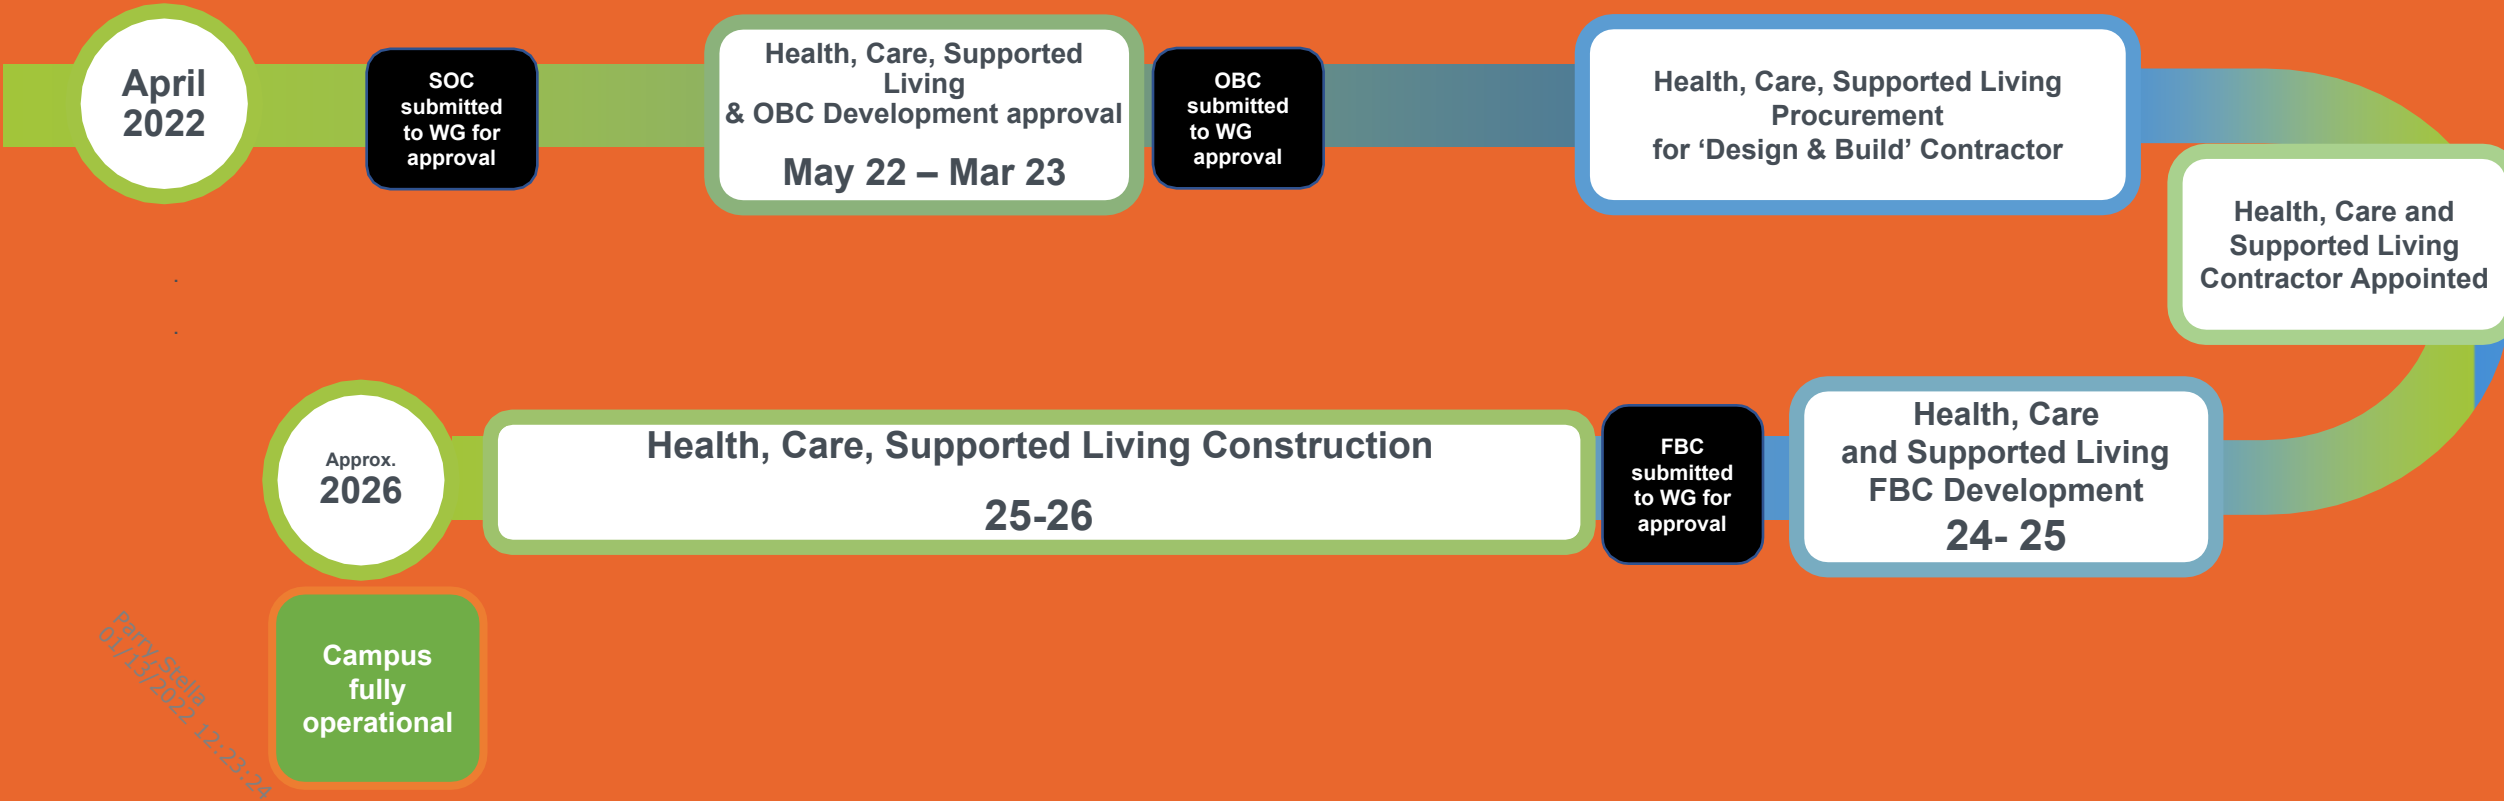 April
2022
SOC
submitted
to WG for
approval
Health, Care, Supported
Living
& OBC Development approval
May 22 – Mar 23
OBC
submitted
to WG
approval
Health, Care, Supported Living
Procurement
for ‘Design & Build’ Contractor
Health, Care and
Supported Living
Contractor Appointed
Health, Care
and Supported Living
FBC Development
24- 25
FBC
submitted
to WG for
approval
Health, Care, Supported Living Construction
25-26
Approx.
2026
Campus
fully
operational
Parry, Stella
01/13/2022 12:23:24